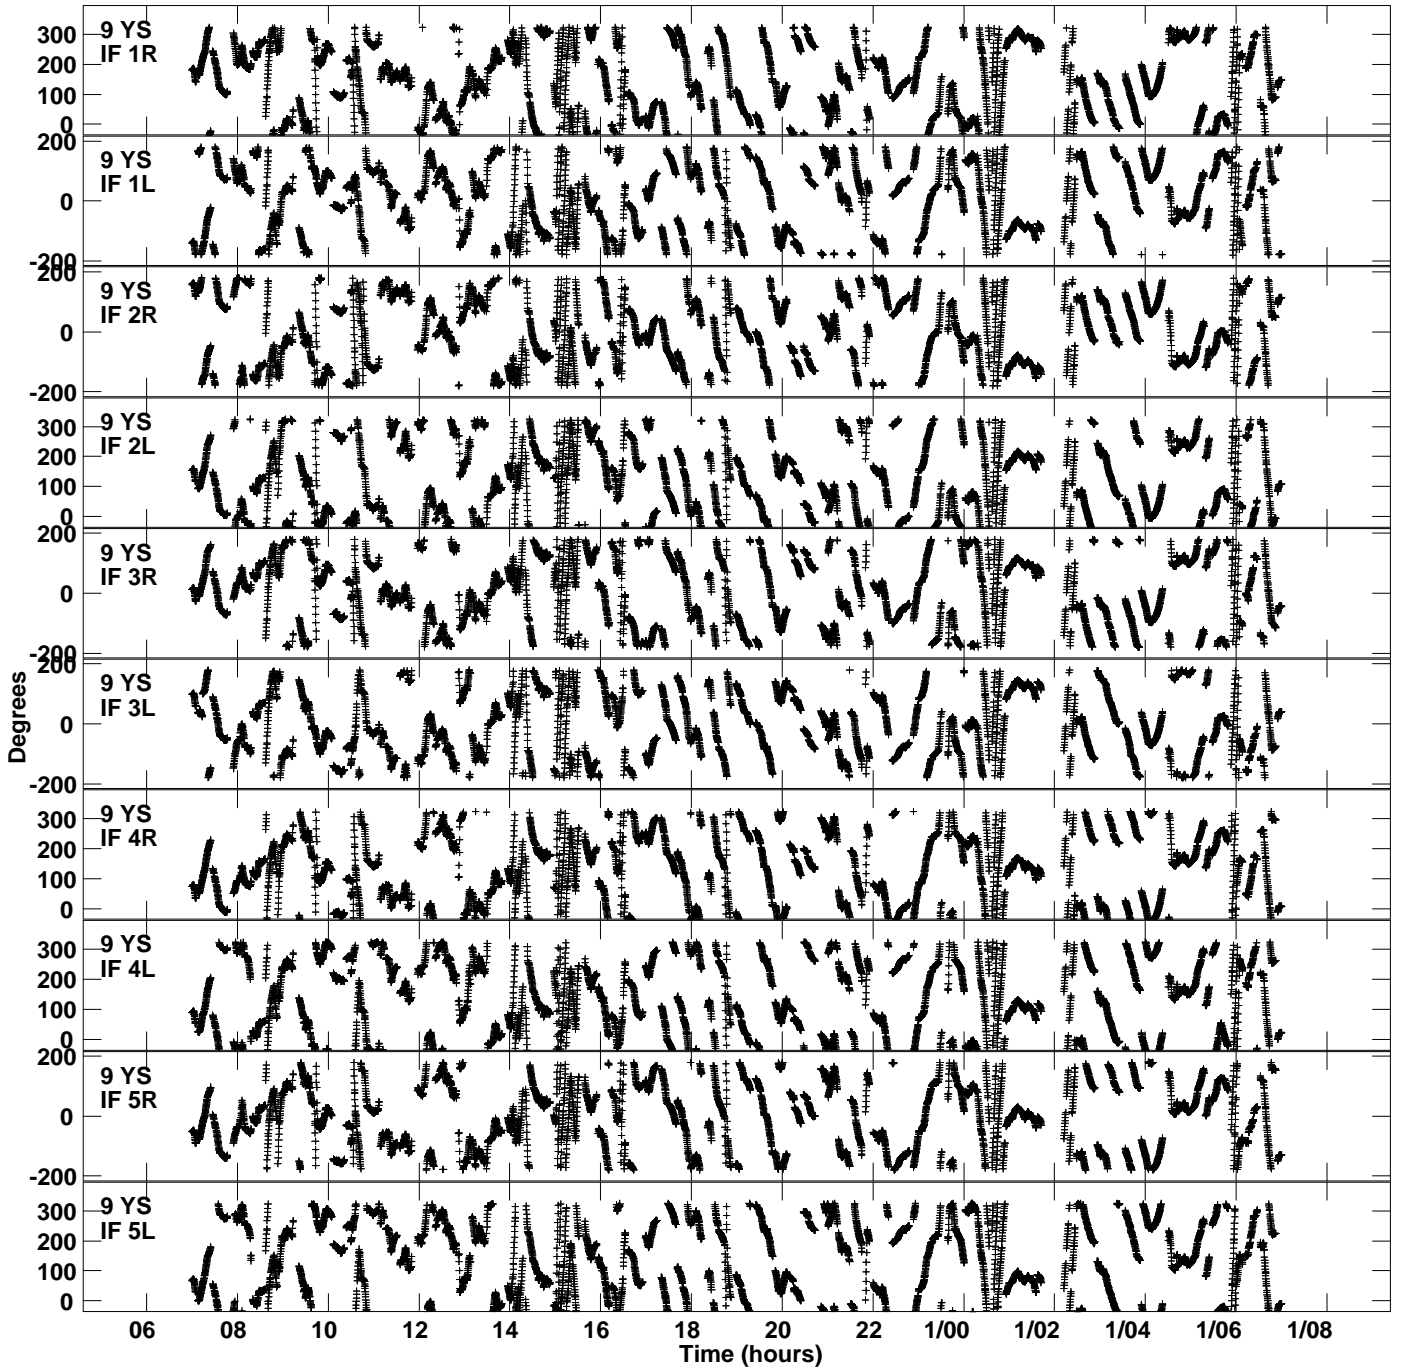 9 YS
IF 1R
300
200
100
0
9 YS
IF 1L
200
0
-200
9 YS
IF 2R
200
0
-200
9 YS
IF 2L
300
200
100
0
9 YS
IF 3R
200
0
-200
9 YS
IF 3L
200
0
-200
9 YS
IF 4R
300
200
100
0
9 YS
IF 4L
300
200
100
0
9 YS
IF 5R
200
0
-200
9 YS
IF 5L
300
200
100
0
Degrees
06 08 10 12 14 16 18 20 22 1/00 1/02 1/04 1/06 1/08
Time (hours)